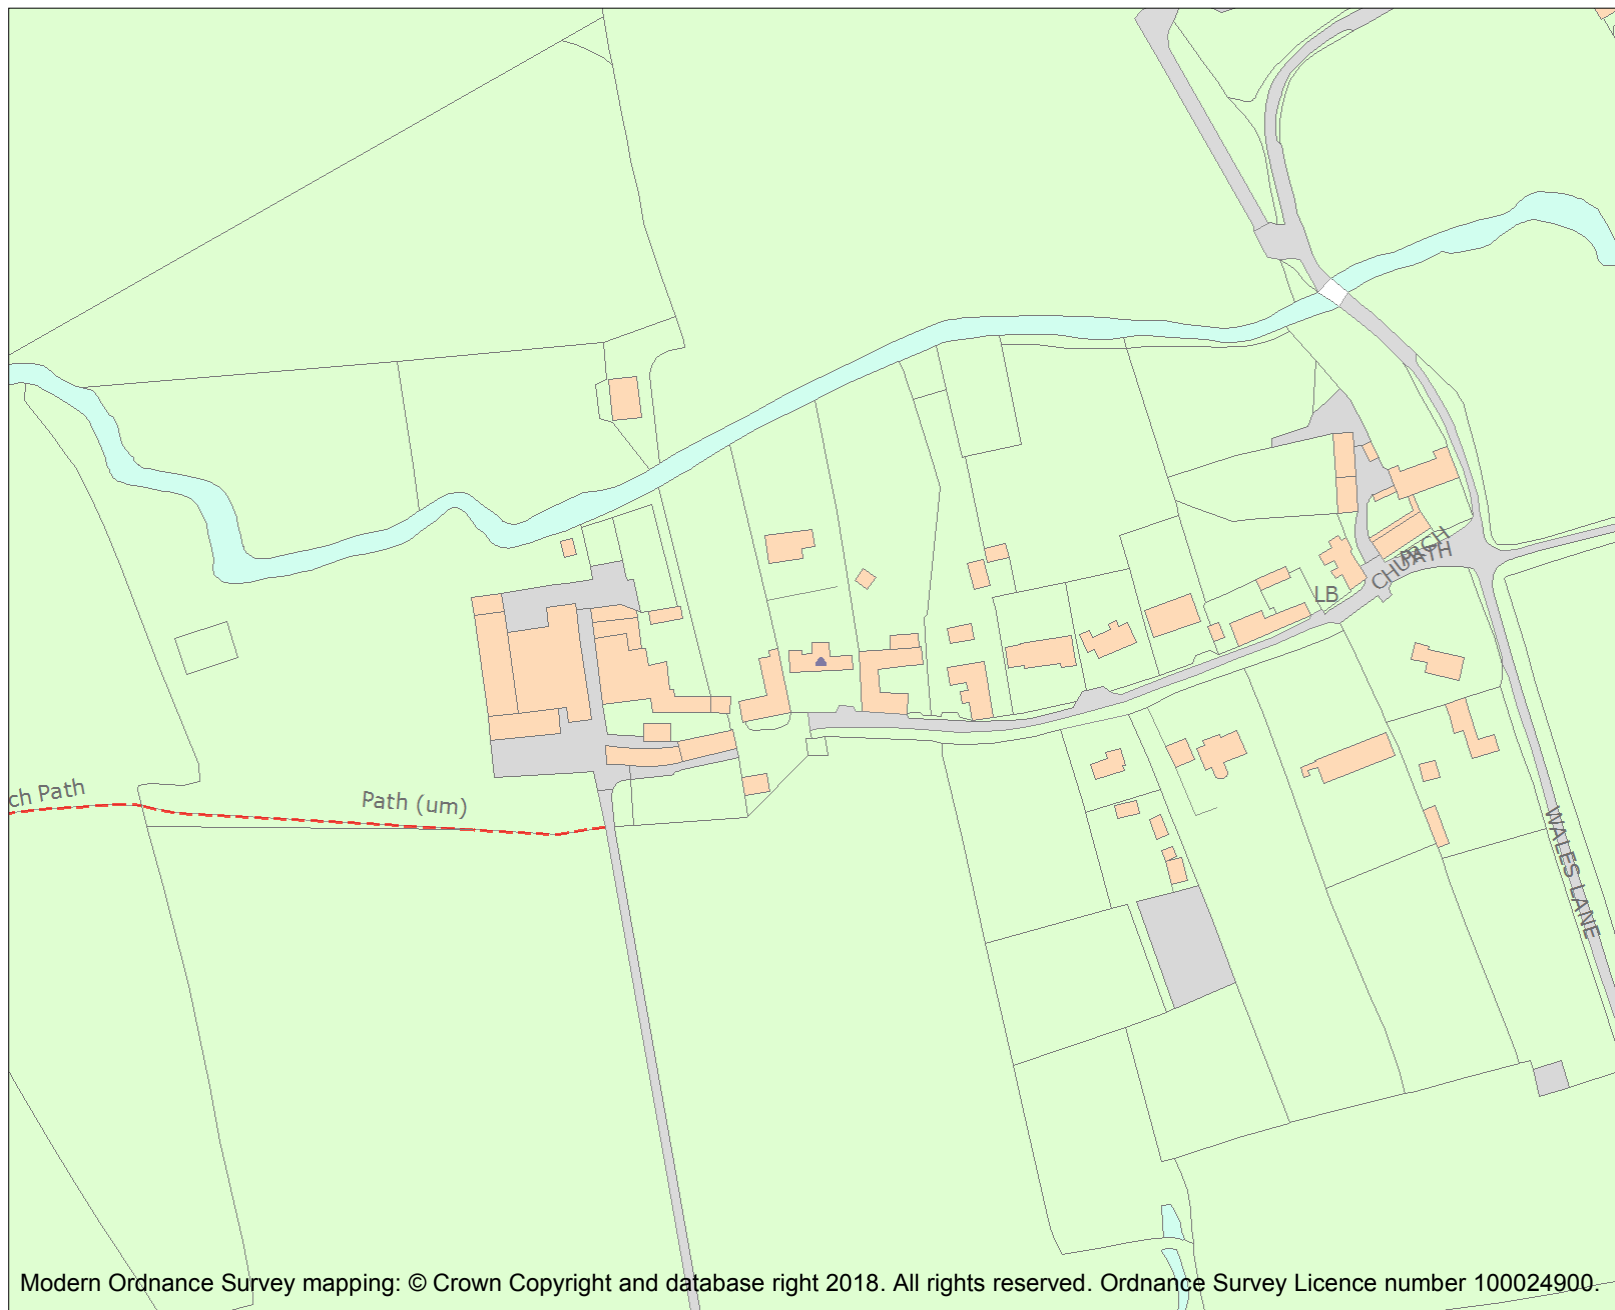 CHURCH
PATH
LB
ch Path
Path (um)
WALES LANE
Modern Ordnance Survey mapping: © Crown Copyright and database right 2018. All rights reserved. Ordnance Survey Licence number 100024900.